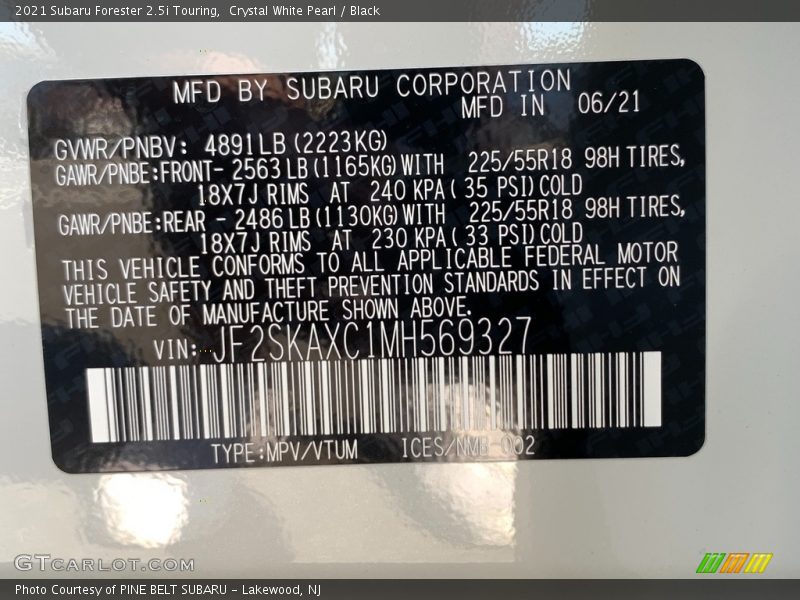 2021 Subaru Forester 2.5i Touring,  Crystal White Pearl / Black
MFD BY SUBARU CORPORATION
MFD IN 06/21
GVWR/PNBV: 4891LB (2223KG)
GAWR/PNBE:FRONT- 2563LB (1165KG) WITH 225/55R18 98H TIRES,
18X7J RIMS AT 240 KPA( 35 PSI) COLD
GAWR/PNBE:REAR - 2486LB (1130KG) WITH 225/55R18 98H TIRES,
18X7J RIMS AT 230 KPA( 33 PSI) COLD
THIS VEHICLE CONFORMS TO ALL APPLICABLE FEDERAL MOTOR
VEHICLE SAFETY AND THEFT PREVENTION STANDARDS IN EFFECT ON
THE DATE OF MANUFACTURE SHOWN ABOVE.
VIN: JF2SKAXC1MH569327
TYPE:MPV/VTUM ICES/NMB-002
GTCARLOT.COM
Photo Courtesy of PINE BELT SUBARU - Lakewood, NJ